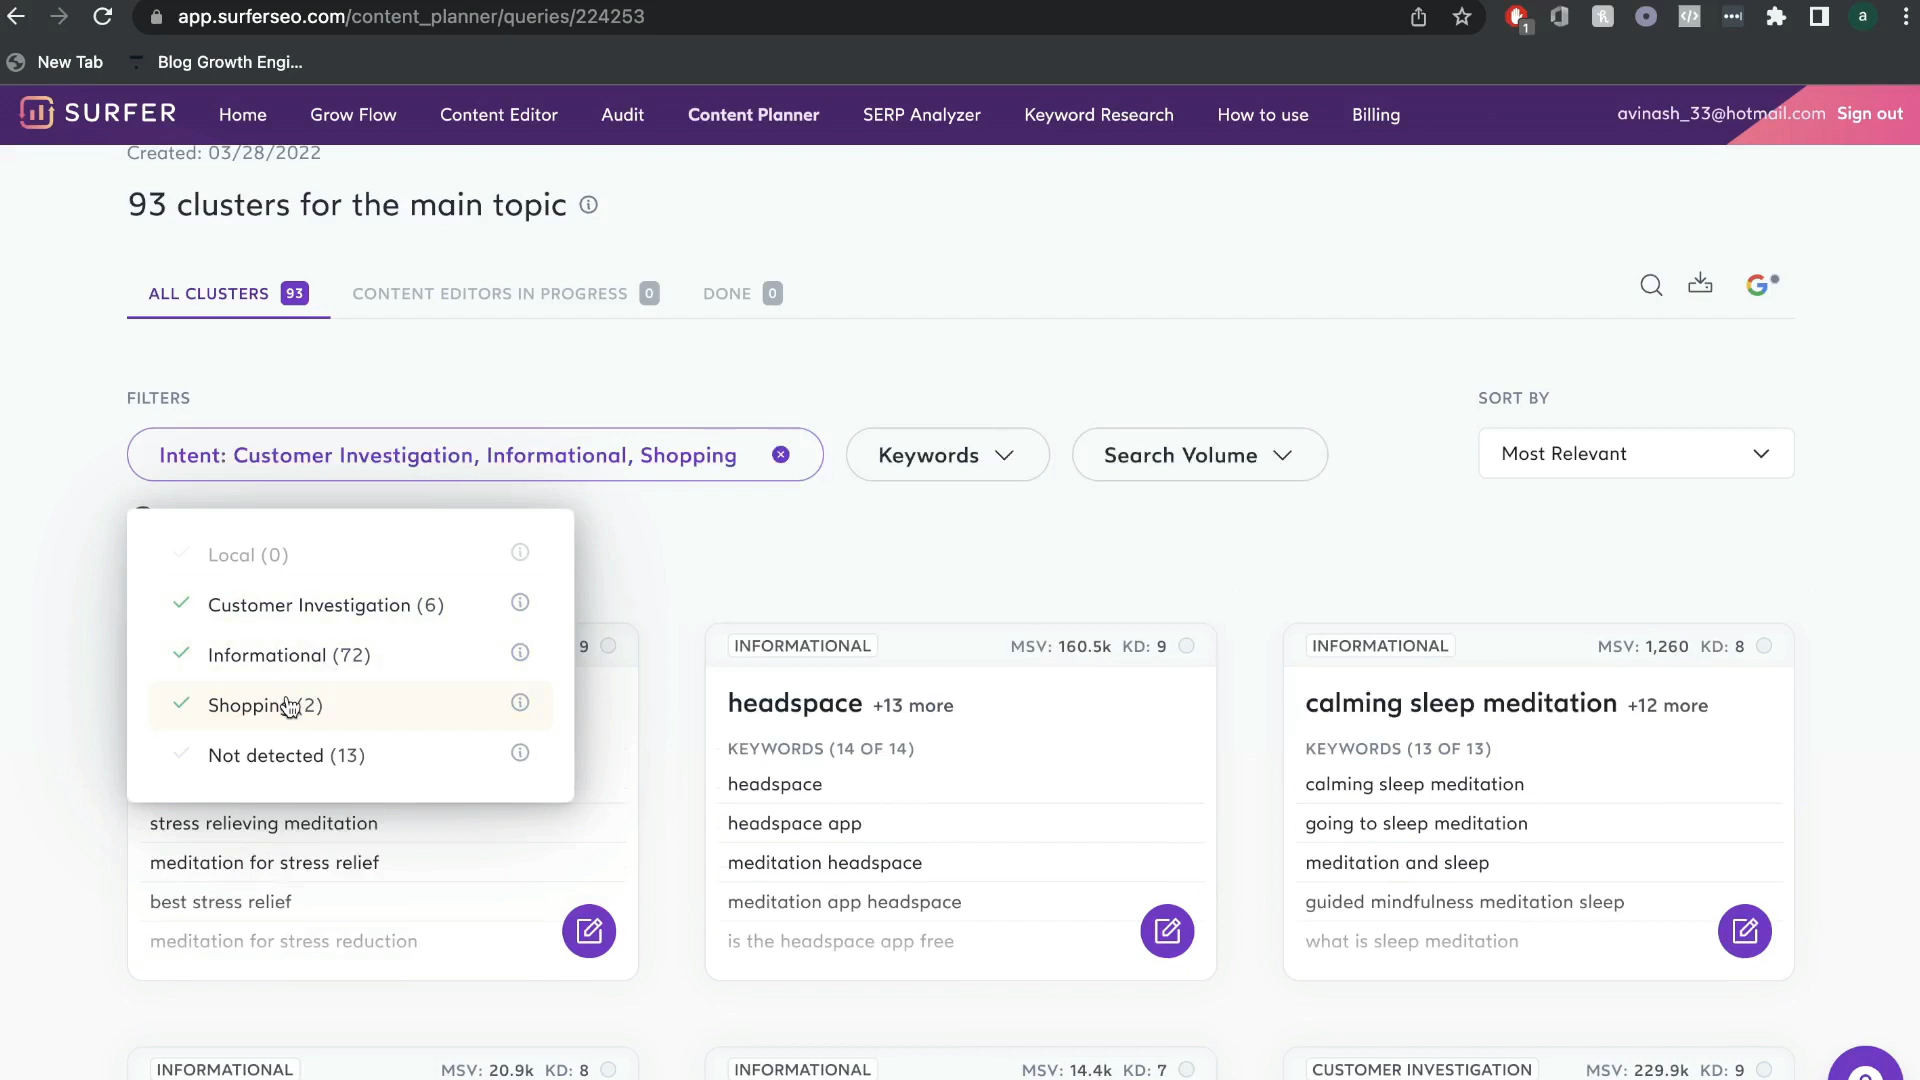 app.surferseo.com/content_planner/queries/224253
1
a
New Tab
Blog Growth Engi...
SURFER
Home
Grow Flow
Content Editor
Audit
Content Planner
SERP Analyzer
Keyword Research
How to use
Billing
avinash_33@hotmail.com
Sign out
Created: 03/28/2022
93 clusters for the main topic
ALL CLUSTERS 93
CONTENT EDITORS IN PROGRESS 0
DONE 0
FILTERS
SORT BY
Intent: Customer Investigation, Informational, Shopping
Keywords
Search Volume
Most Relevant
Local (0)
Customer Investigation (6)
Informational (72)
Shopping (2)
Not detected (13)
9
stress relieving meditation
meditation for stress relief
best stress relief
meditation for stress reduction
INFORMATIONAL
MSV: 160.5k KD: 9
headspace +13 more
KEYWORDS (14 OF 14)
headspace
headspace app
meditation headspace
meditation app headspace
is the headspace app free
INFORMATIONAL
MSV: 1,260 KD: 8
calming sleep meditation +12 more
KEYWORDS (13 OF 13)
calming sleep meditation
going to sleep meditation
meditation and sleep
guided mindfulness meditation sleep
what is sleep meditation
INFORMATIONAL
MSV: 20.9k KD: 8
INFORMATIONAL
MSV: 14.4k KD: 7
CUSTOMER INVESTIGATION
MSV: 229.9k KD: 9